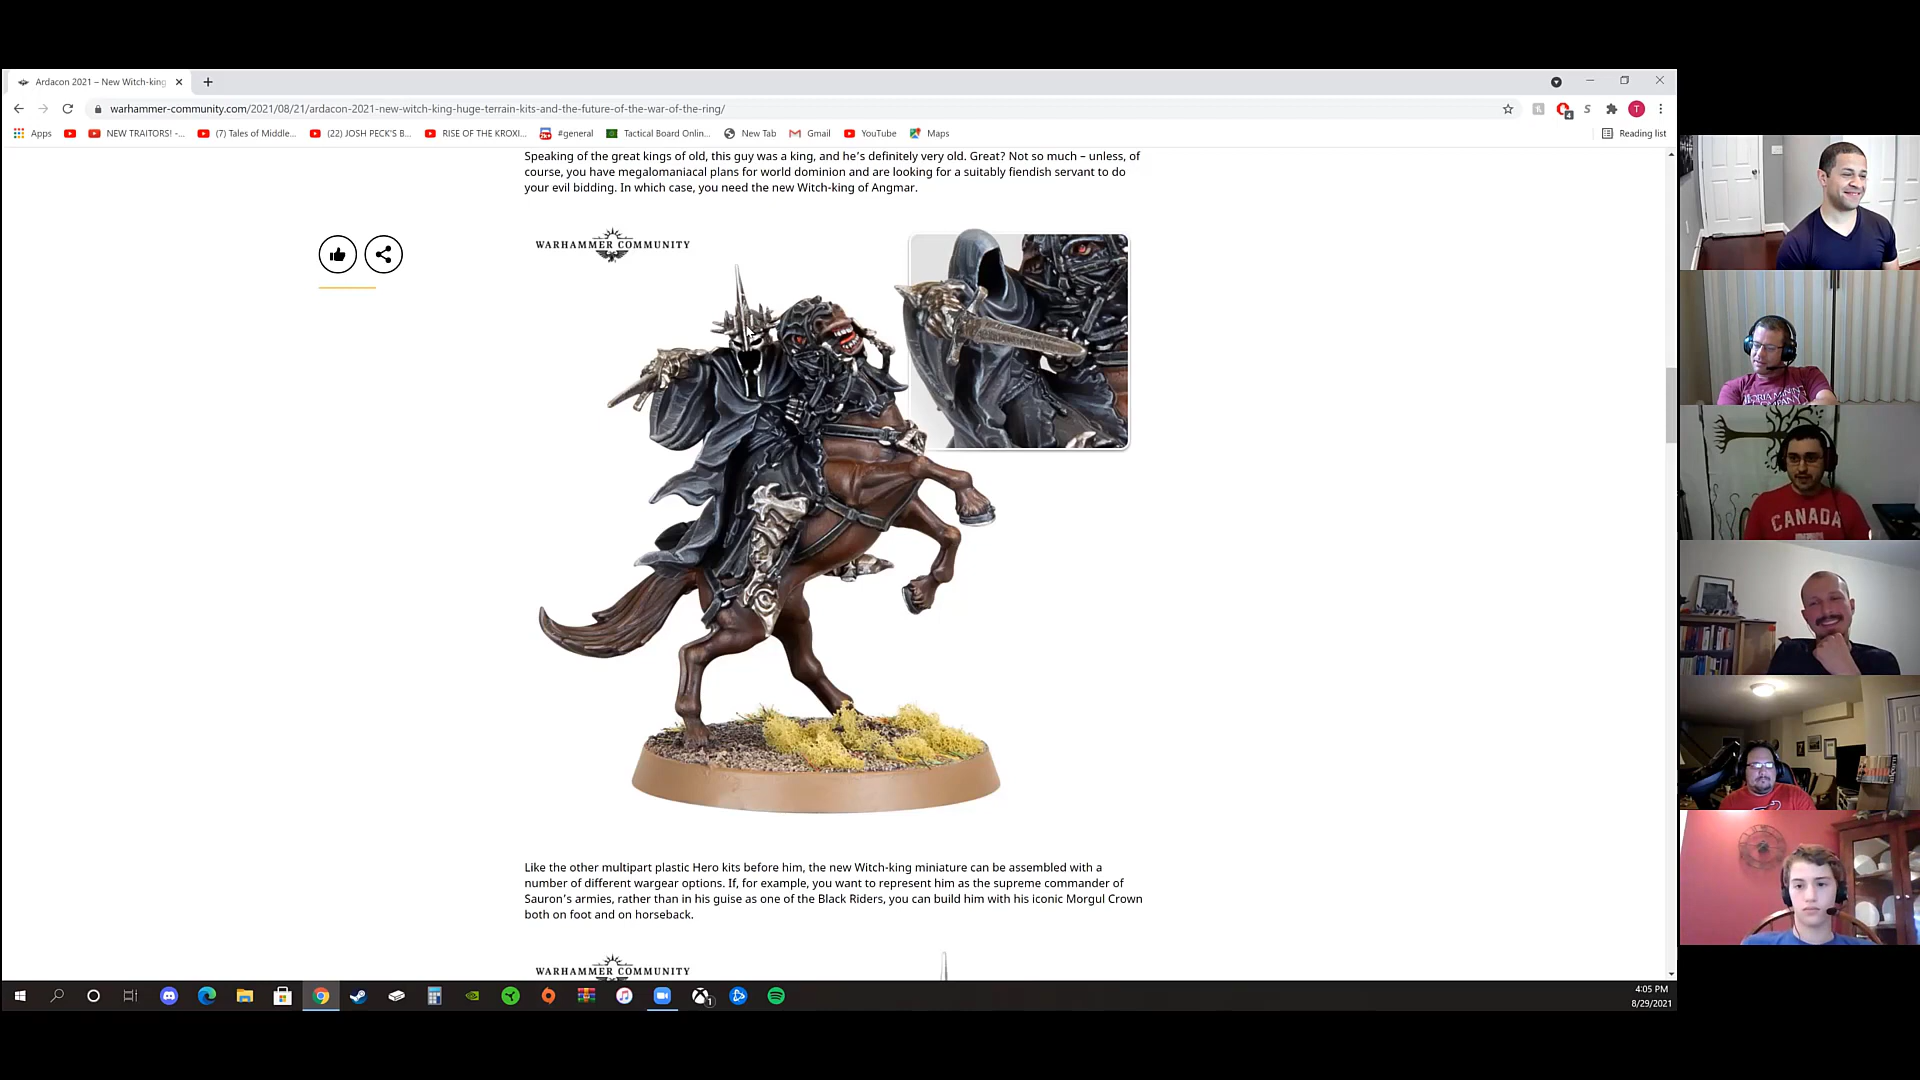 Ardacon 2021 – New Witch-king
warhammer-community.com/2021/08/21/ardacon-2021-new-witch-king-huge-terrain-kits-and-the-future-of-the-war-of-the-ring/
4
S
T
Apps
NEW TRAITORS! -...
(7) Tales of Middle...
(22) JOSH PECK'S B...
RISE OF THE KROXI...
#general
Tactical Board Onlin...
New Tab
Gmail
YouTube
Maps
Reading list
Speaking of the great kings of old, this guy was a king, and he's definitely very old. Great? Not so much – unless, of
course, you have megalomaniacal plans for world dominion and are looking for a suitably fiendish servant to do
your evil bidding. In which case, you need the new Witch-king of Angmar.
WARHAMMER COMMUNITY
Like the other multipart plastic Hero kits before him, the new Witch-king miniature can be assembled with a
number of different wargear options. If, for example, you want to represent him as the supreme commander of
Sauron's armies, rather than in his guise as one of the Black Riders, you can build him with his iconic Morgul Crown
both on foot and on horseback.
WARHAMMER COMMUNITY
1
4:05 PM
8/29/2021
CANADA